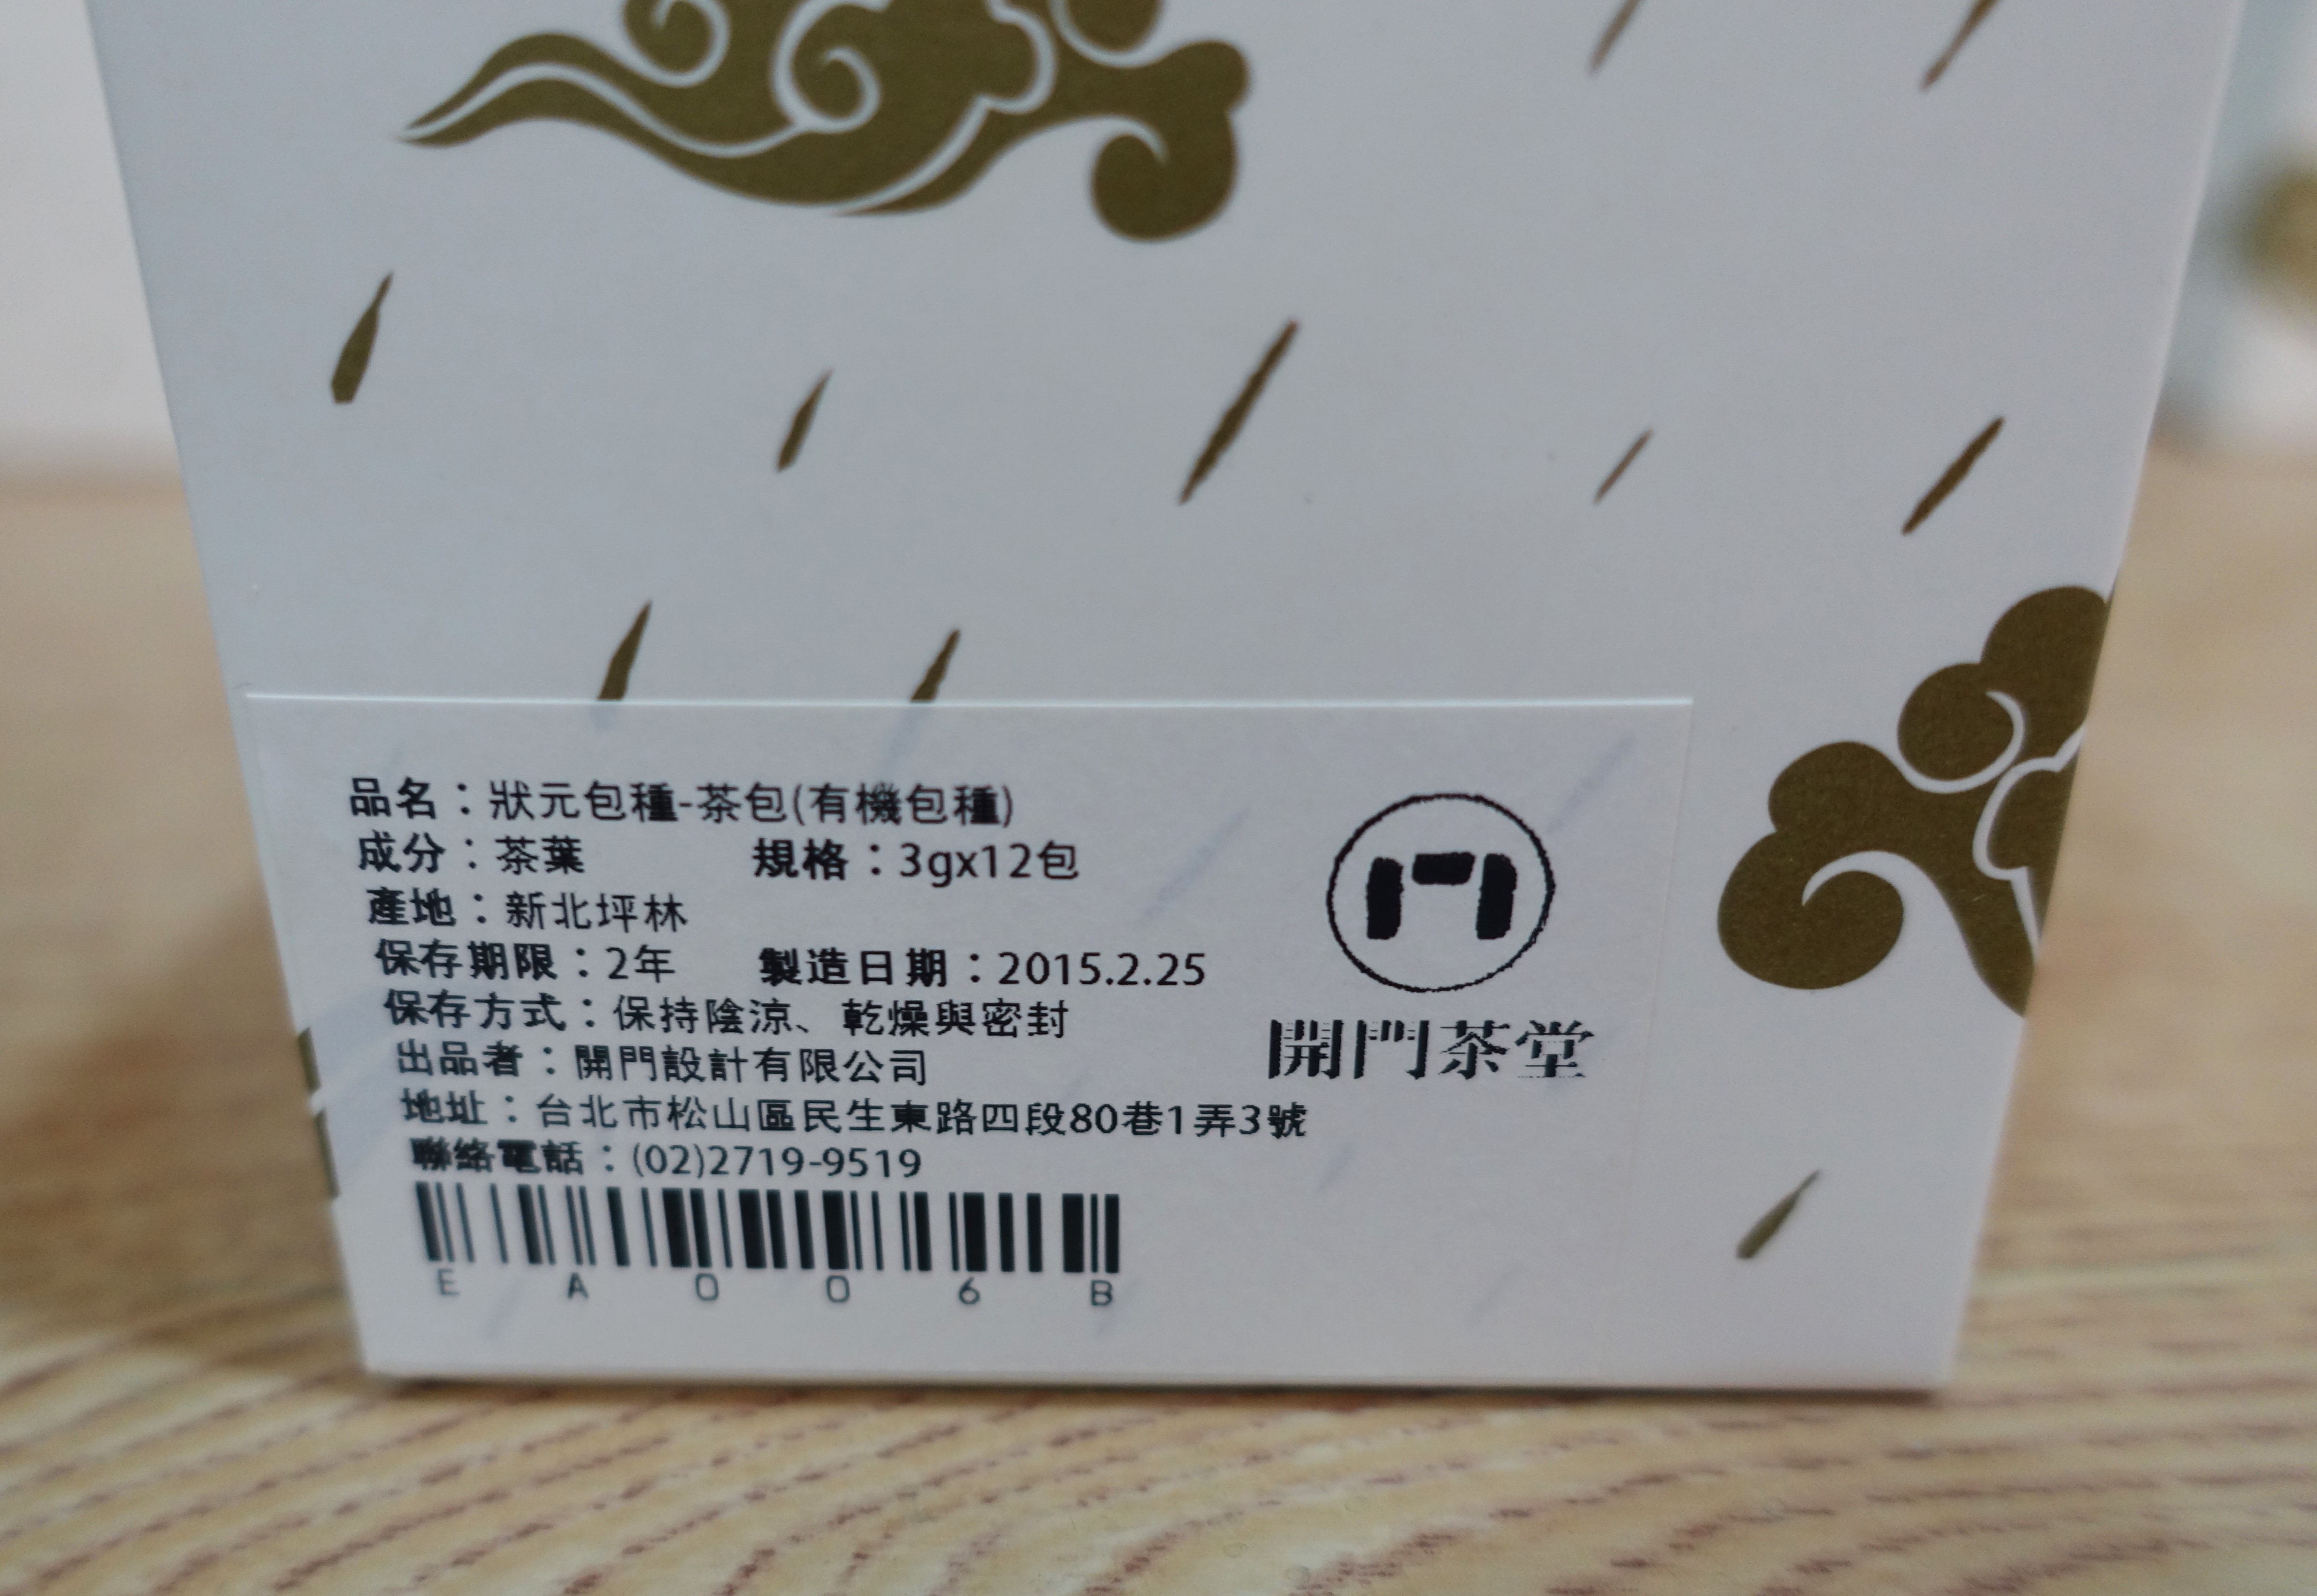 品名：狀元包種-茶包(有機包種)
成分：茶葉 規格：3gx12包
產地：新北坪林
保存期限：2年 製造日期：2015.2.25
保存方式：保持陰涼、乾燥與密封
出品者：開門設計有限公司
地址：台北市松山區民生東路四段80巷1弄3號
聯絡電話：(02)2719-9519
EA006B
開門茶堂